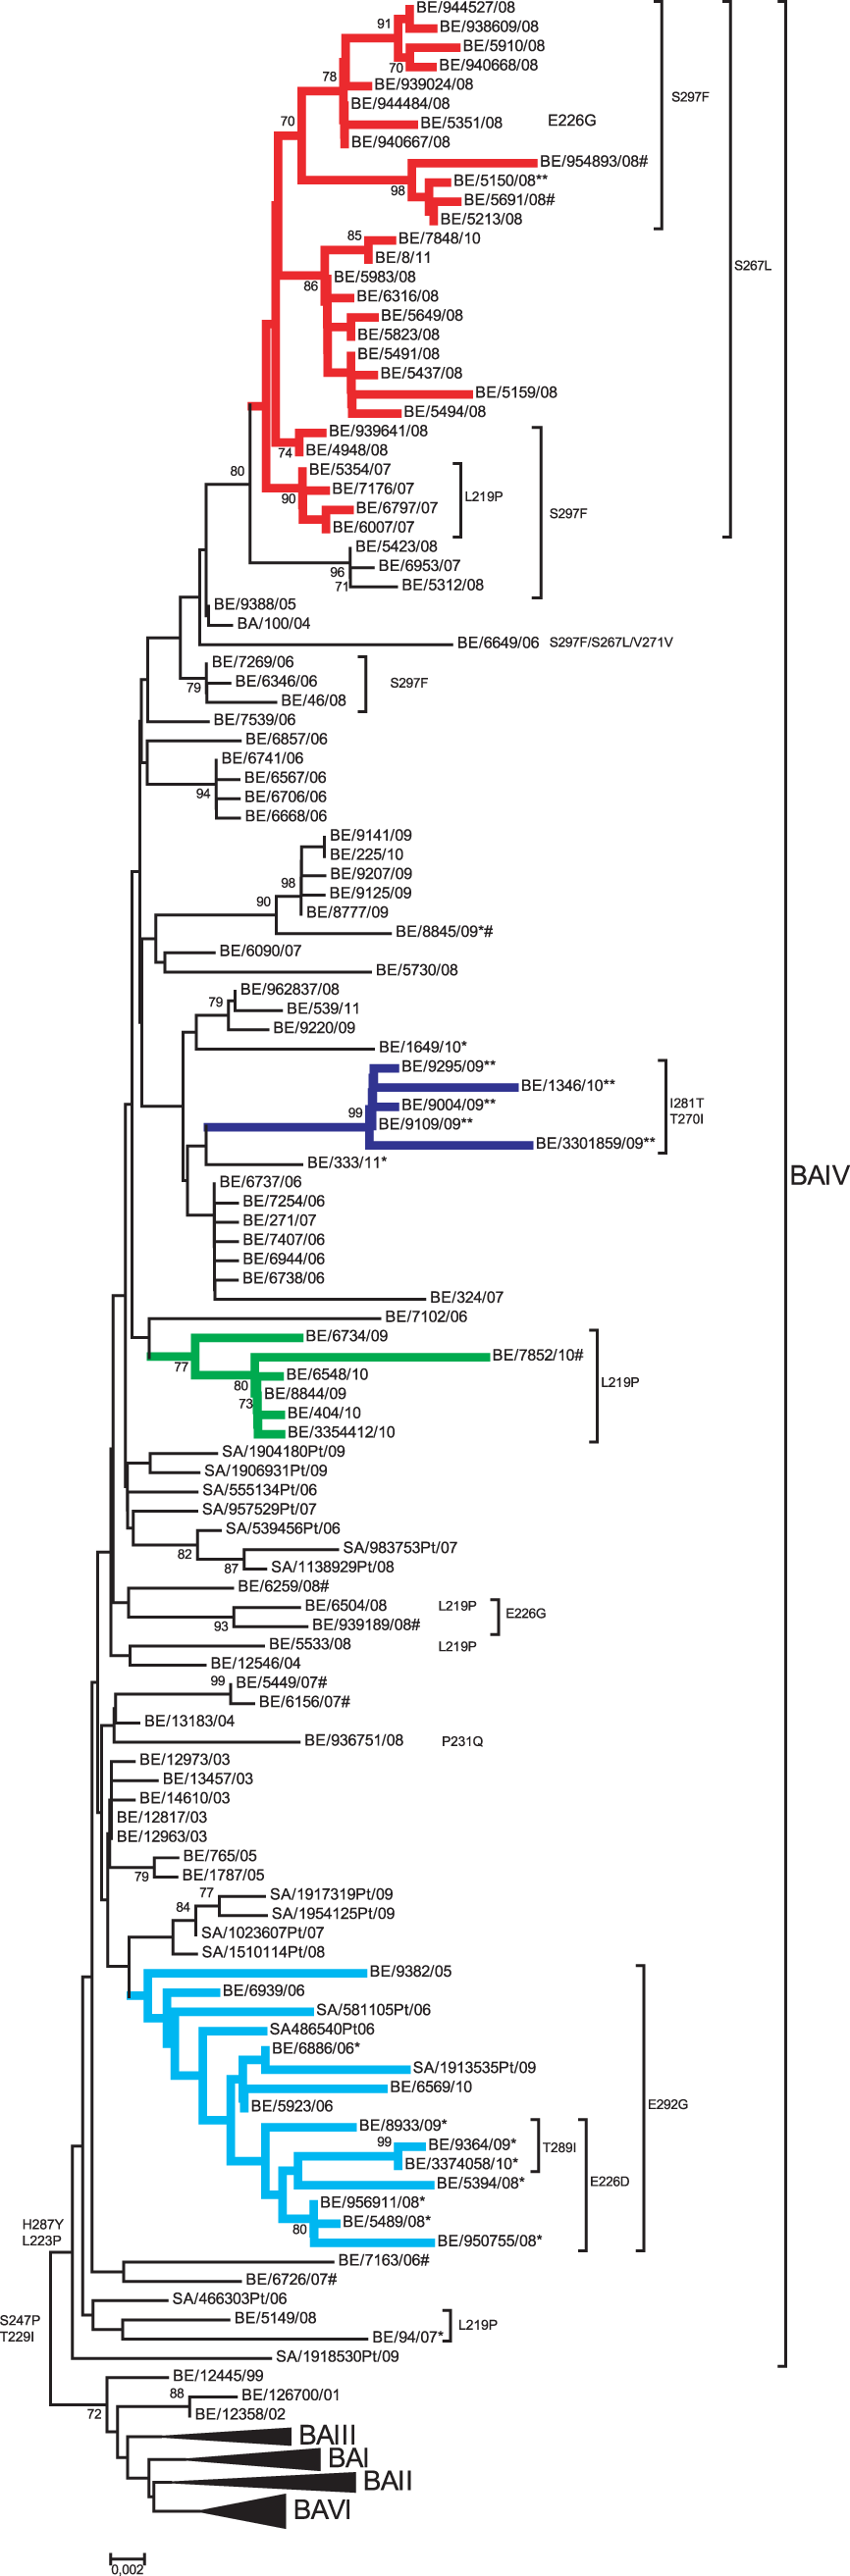 BE/944527/08
91
BE/938609/08
BE/5910/08
70
BE/940668/08
78
BE/939024/08
S297F
BE/944484/08
70
BE/5351/08
E226G
BE/940667/08
BE/954893/08#
98
BE/5150/08**
BE/5691/08#
BE/5213/08
85
BE/7848/10
BE/8/11
S267L
86
BE/5983/08
BE/6316/08
BE/5649/08
BE/5823/08
BE/5491/08
BE/5437/08
BE/5159/08
BE/5494/08
BE/939641/08
74
BE/4948/08
80
BE/5354/07
90
BE/7176/07
L219P
BE/6797/07
S297F
BE/6007/07
BE/5423/08
96
BE/6953/07
71
BE/5312/08
BE/9388/05
BA/100/04
BE/6649/06
S297F/S267L/V271V
BE/7269/06
79
BE/6346/06
S297F
BE/46/08
BE/7539/06
BE/6857/06
BE/6741/06
BE/6567/06
94
BE/6706/06
BE/6668/06
BE/9141/09
BE/225/10
98
BE/9207/09
90
BE/9125/09
BE/8777/09
BE/8845/09*#
BE/6090/07
BE/5730/08
79
BE/962837/08
BE/539/11
BE/9220/09
BE/1649/10*
BE/9295/09**
BE/1346/10**
99
BE/9004/09**
I281T
T270I
BE/9109/09**
BE/3301859/09**
BE/333/11*
BAIV
BE/6737/06
BE/7254/06
BE/271/07
BE/7407/06
BE/6944/06
BE/6738/06
BE/324/07
BE/7102/06
BE/6734/09
77
BE/7852/10#
80
BE/6548/10
L219P
73
BE/8844/09
BE/404/10
BE/3354412/10
SA/1904180Pt/09
SA/1906931Pt/09
SA/555134Pt/06
SA/957529Pt/07
SA/539456Pt/06
82
SA/983753Pt/07
87
SA/1138929Pt/08
BE/6259/08#
BE/6504/08
L219P
E226G
93
BE/939189/08#
BE/5533/08
L219P
BE/12546/04
99
BE/5449/07#
BE/6156/07#
BE/13183/04
BE/936751/08
P231Q
BE/12973/03
BE/13457/03
BE/14610/03
BE/12817/03
BE/12963/03
BE/765/05
79
BE/1787/05
77
SA/1917319Pt/09
84
SA/1954125Pt/09
SA/1023607Pt/07
SA/1510114Pt/08
BE/9382/05
BE/6939/06
SA/581105Pt/06
SA486540Pt06
BE/6886/06*
SA/1913535Pt/09
BE/6569/10
BE/5923/06
E292G
BE/8933/09*
99
BE/9364/09*
T289I
BE/3374058/10*
BE/5394/08*
E226D
BE/956911/08*
80
BE/5489/08*
H287Y
L223P
BE/950755/08*
BE/7163/06#
BE/6726/07#
SA/466303Pt/06
S247P
T229I
BE/5149/08
L219P
BE/94/07*
SA/1918530Pt/09
BE/12445/99
88
BE/126700/01
72
BE/12358/02
BAIII
BAI
BAII
BAVI
0,002